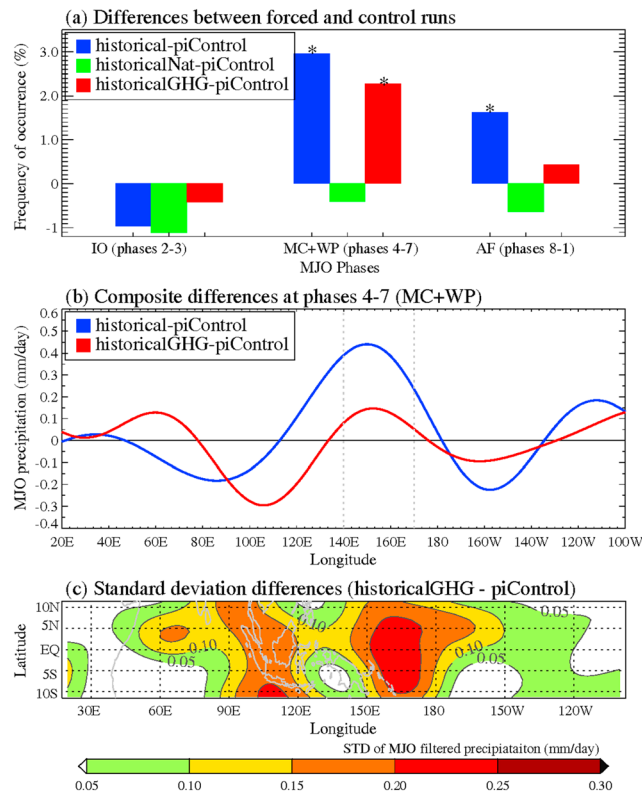 (a) Differences between forced and control runs
Frequency of occurrence (%)
3.0
2.0
1.0
0
-1
historical-piControl
historicalNat-piControl
historicalGHG-piControl
*
*
*
IO (phases 2-3) MC+WP (phases 4-7) AF (phases 8-1)
MJO Phases
(b) Composite differences at phases 4-7 (MC+WP)
MJO precipitation (mm/day)
0.6
0.5
0.4
0.3
0.2
0.1
0
-0.1
-0.2
-0.3
-0.4
historical-piControl
historicalGHG-piControl
20E 40E 60E 80E 100E 120E 140E 160E 180 160W 140W 120W 100W
Longitude
(c) Standard deviation differences (historicalGHG - piControl)
Latitude
10N
5N
EQ
5S
10S
0.05
0.10
0.10
0.05
0.10
0.05
30E 60E 90E 120E 150E 180 150W 120W
Longitude
STD of MJO filtered precipiataiton (mm/day)
0.05 0.10 0.15 0.20 0.25 0.30